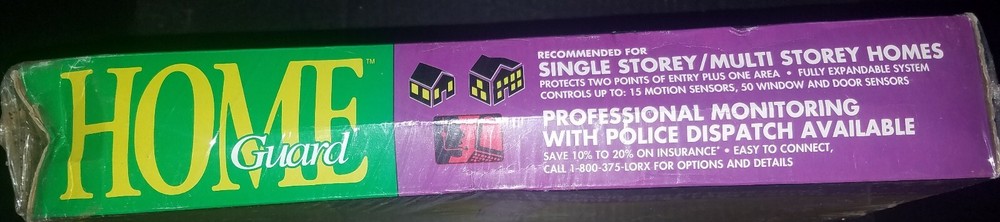 HOME™
Guard
RECOMMENDED FOR
SINGLE STOREY/MULTI STOREY HOMES
PROTECTS TWO POINTS OF ENTRY PLUS ONE AREA • FULLY EXPANDABLE SYSTEM
CONTROLS UP TO: 15 MOTION SENSORS, 50 WINDOW AND DOOR SENSORS
PROFESSIONAL MONITORING
WITH POLICE DISPATCH AVAILABLE
SAVE 10% TO 20% ON INSURANCE* • EASY TO CONNECT,
CALL 1-800-375-LORX FOR OPTIONS AND DETAILS